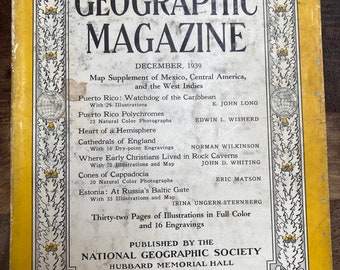 GEOGRAPHIC
MAGAZINE
DECEMBER, 1939
Map Supplement of Mexico, Central America,
and the West Indies
Puerto Rico: Watchdog of the Caribbean
With 25 Illustrations E. JOHN LONG
Puerto Rico Polychromes
23 Natural Color Photographs EDWIN L. WISHERD
Heart of a Hemisphere
Cathedrals of England
With 16 Dry-point Engravings NORMAN WILKINSON
Where Early Christians Lived in Rock Caverns
With 20 Illustrations and Map JOHN D. WHITING
Cones of Cappadocia
20 Natural Color Photographs ERIC MATSON
Estonia: At Russia's Baltic Gate
With 33 Illustrations and Map
IRINA UNGERN-STERNBERG
Thirty-two Pages of Illustrations in Full Color
and 16 Engravings
PUBLISHED BY THE
NATIONAL GEOGRAPHIC SOCIETY
HUBBARD MEMORIAL HALL